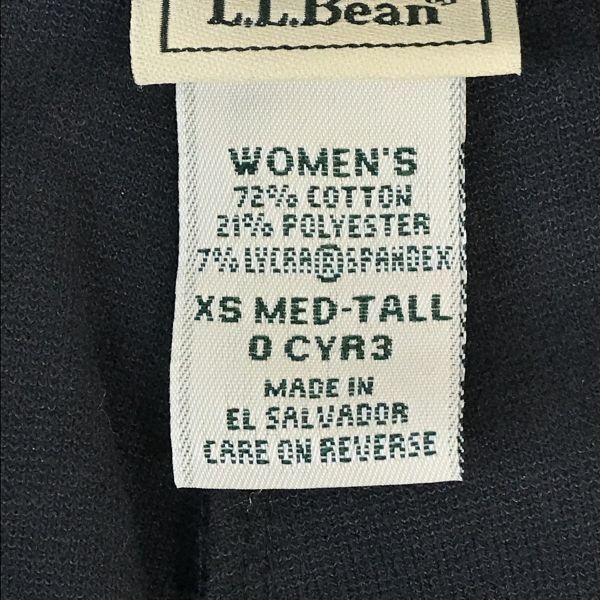 L.L.Bean®
WOMEN'S
72% COTTON
21% POLYESTER
7% LYCRA®SPANDEX
XS MED-TALL
0 CYR3
MADE IN
EL SALVADOR
CARE ON REVERSE